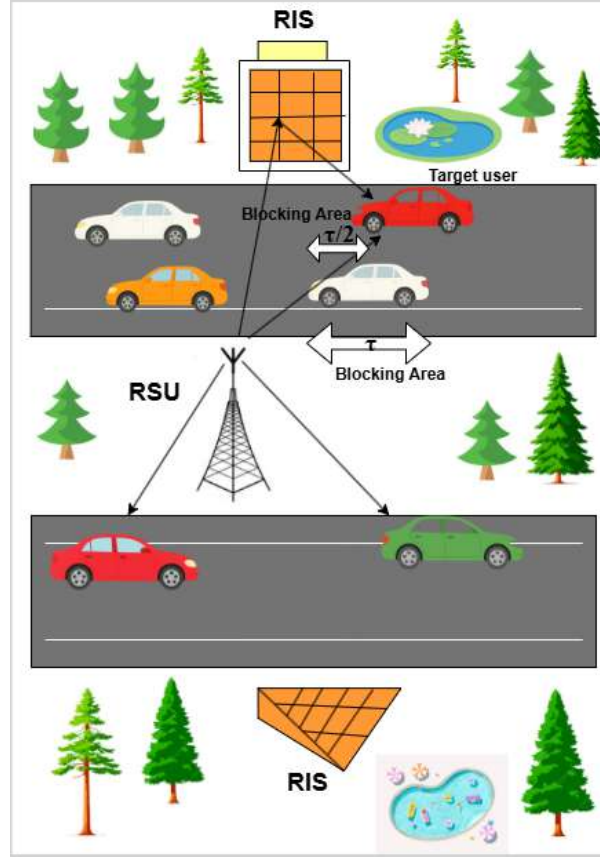 RIS
Target user
Blocking Area
τ/2
τ
Blocking Area
RSU
RIS